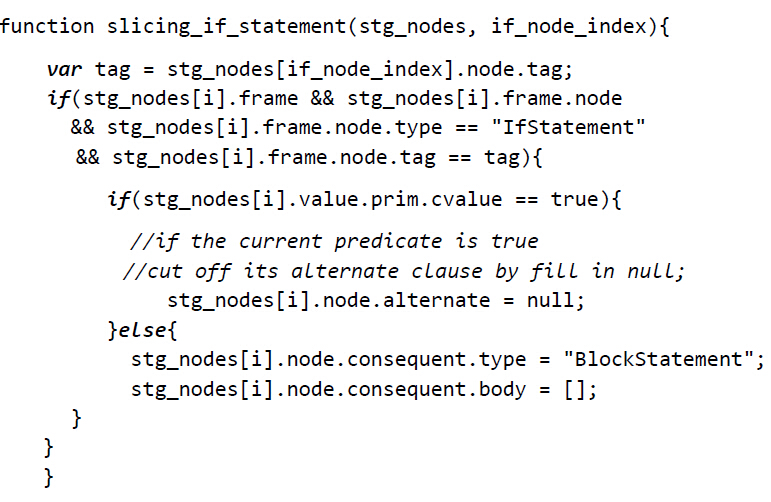 function slicing_if_statement(stg_nodes, if_node_index){
var tag = stg_nodes[if_node_index].node.tag;
if(stg_nodes[i].frame && stg_nodes[i].frame.node
&& stg_nodes[i].frame.node.type == "IfStatement"
&& stg_nodes[i].frame.node.tag == tag){
if(stg_nodes[i].value.prim.cvalue == true){
//if the current predicate is true
//cut off its alternate clause by fill in null;
stg_nodes[i].node.alternate = null;
}else{
stg_nodes[i].node.consequent.type = "BlockStatement";
stg_nodes[i].node.consequent.body = [];
}
}
}